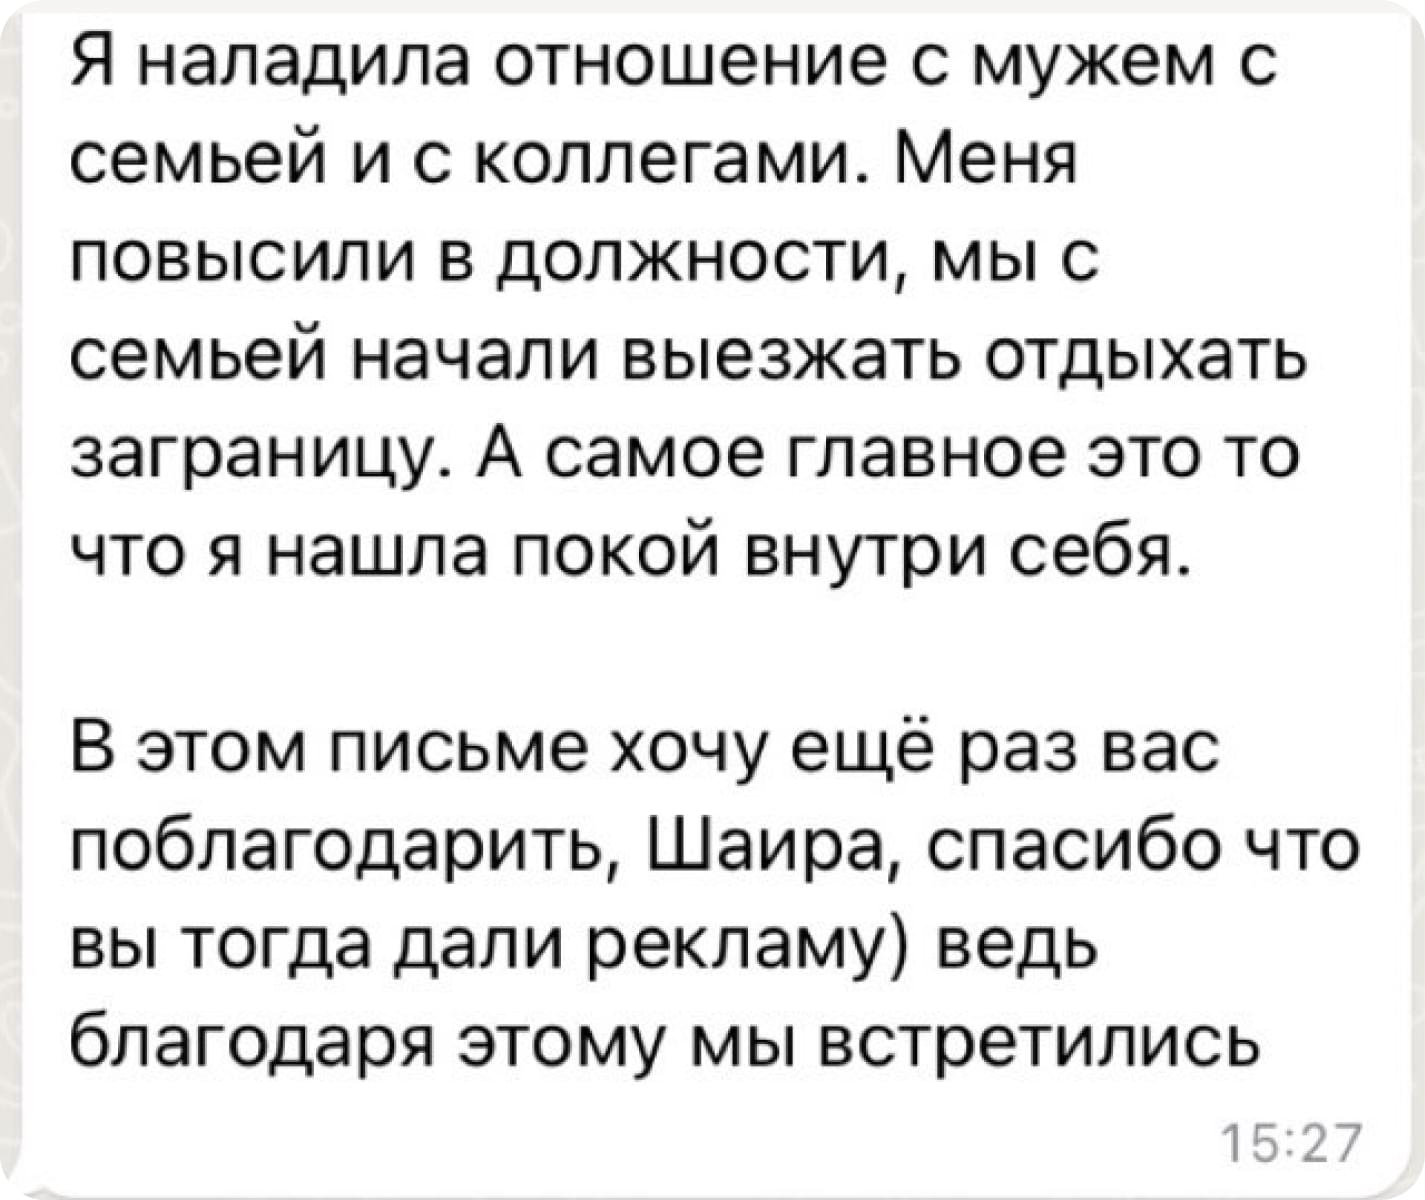 Я наладила отношение с мужем с
семьей и с коллегами. Меня
повысили в должности, мы с
семьей начали выезжать отдыхать
заграницу. А самое главное это то
что я нашла покой внутри себя.

В этом письме хочу ещё раз вас
поблагодарить, Шаира, спасибо что
вы тогда дали рекламу) ведь
благодаря этому мы встретились
15:27